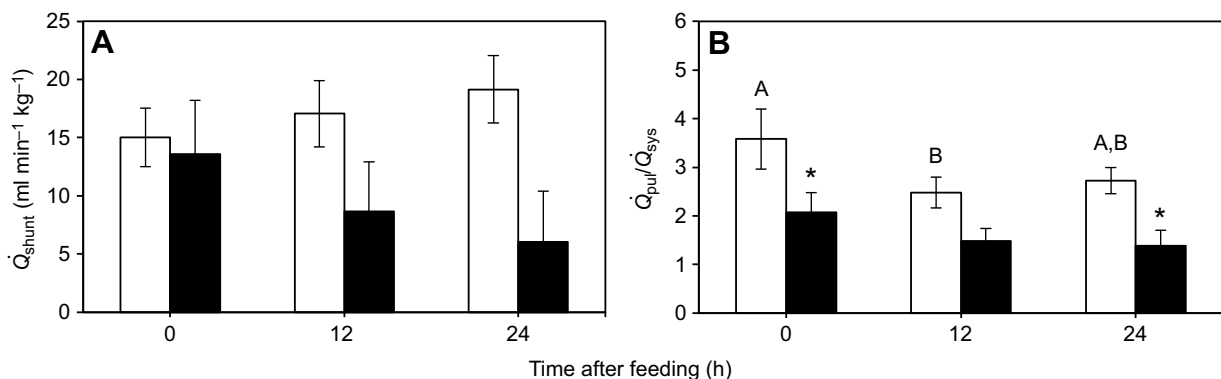 A
Q̇shunt (ml min⁻¹ kg⁻¹)
25
20
15
10
5
0
0 12 24
B
Q̇pul/Q̇sys
6
5
4
3
2
1
0
A
*
B
A,B
*
0 12 24
Time after feeding (h)